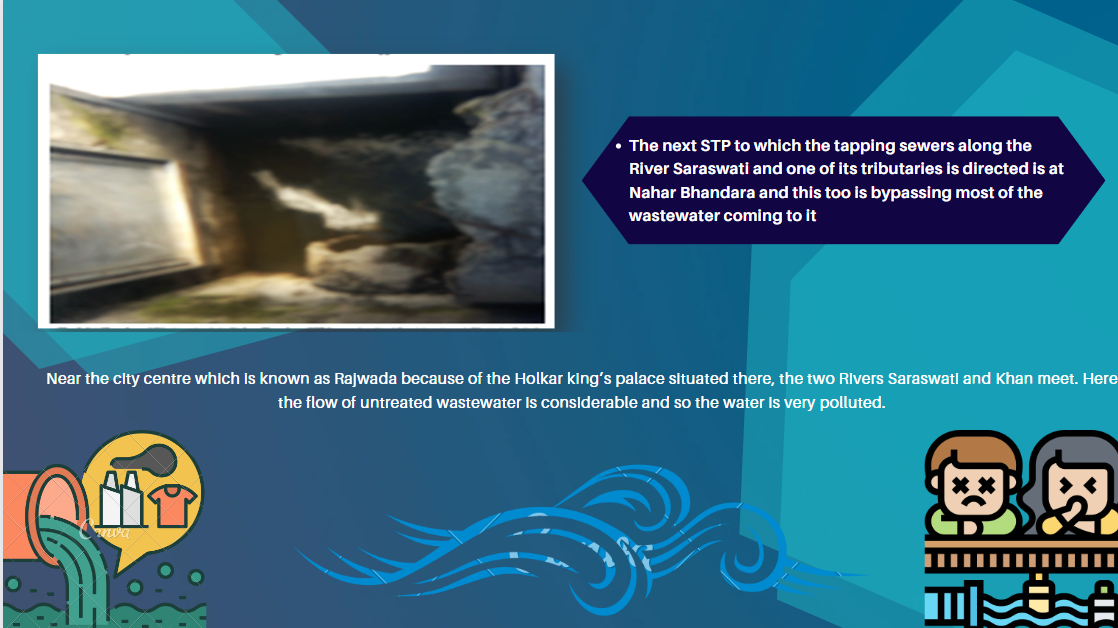 • The next STP to which the tapping sewers along the
River Saraswati and one of its tributaries is directed is at
Nahar Bhandara and this too is bypassing most of the
wastewater coming to it
Near the city centre which is known as Rajwada because of the Holkar king's palace situated there, the two Rivers Saraswati and Khan meet. Here
the flow of untreated wastewater is considerable and so the water is very polluted.
Canva